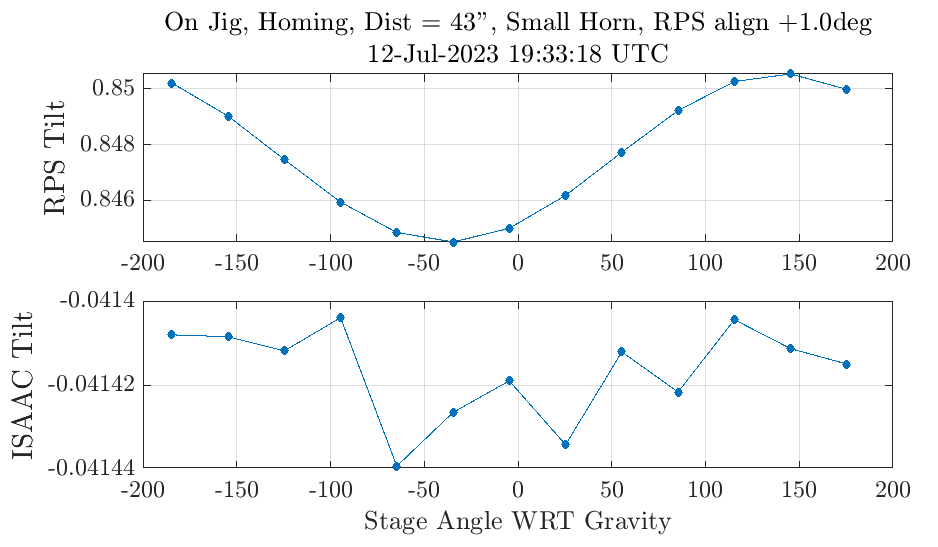 On Jig, Homing, Dist = 43”, Small Horn, RPS align +1.0deg
12-Jul-2023 19:33:18 UTC
RPS Tilt
0.85
0.848
0.846
-200 -150 -100 -50 0 50 100 150 200
ISAAC Tilt
-0.0414
-0.04142
-0.04144
-200 -150 -100 -50 0 50 100 150 200
Stage Angle WRT Gravity